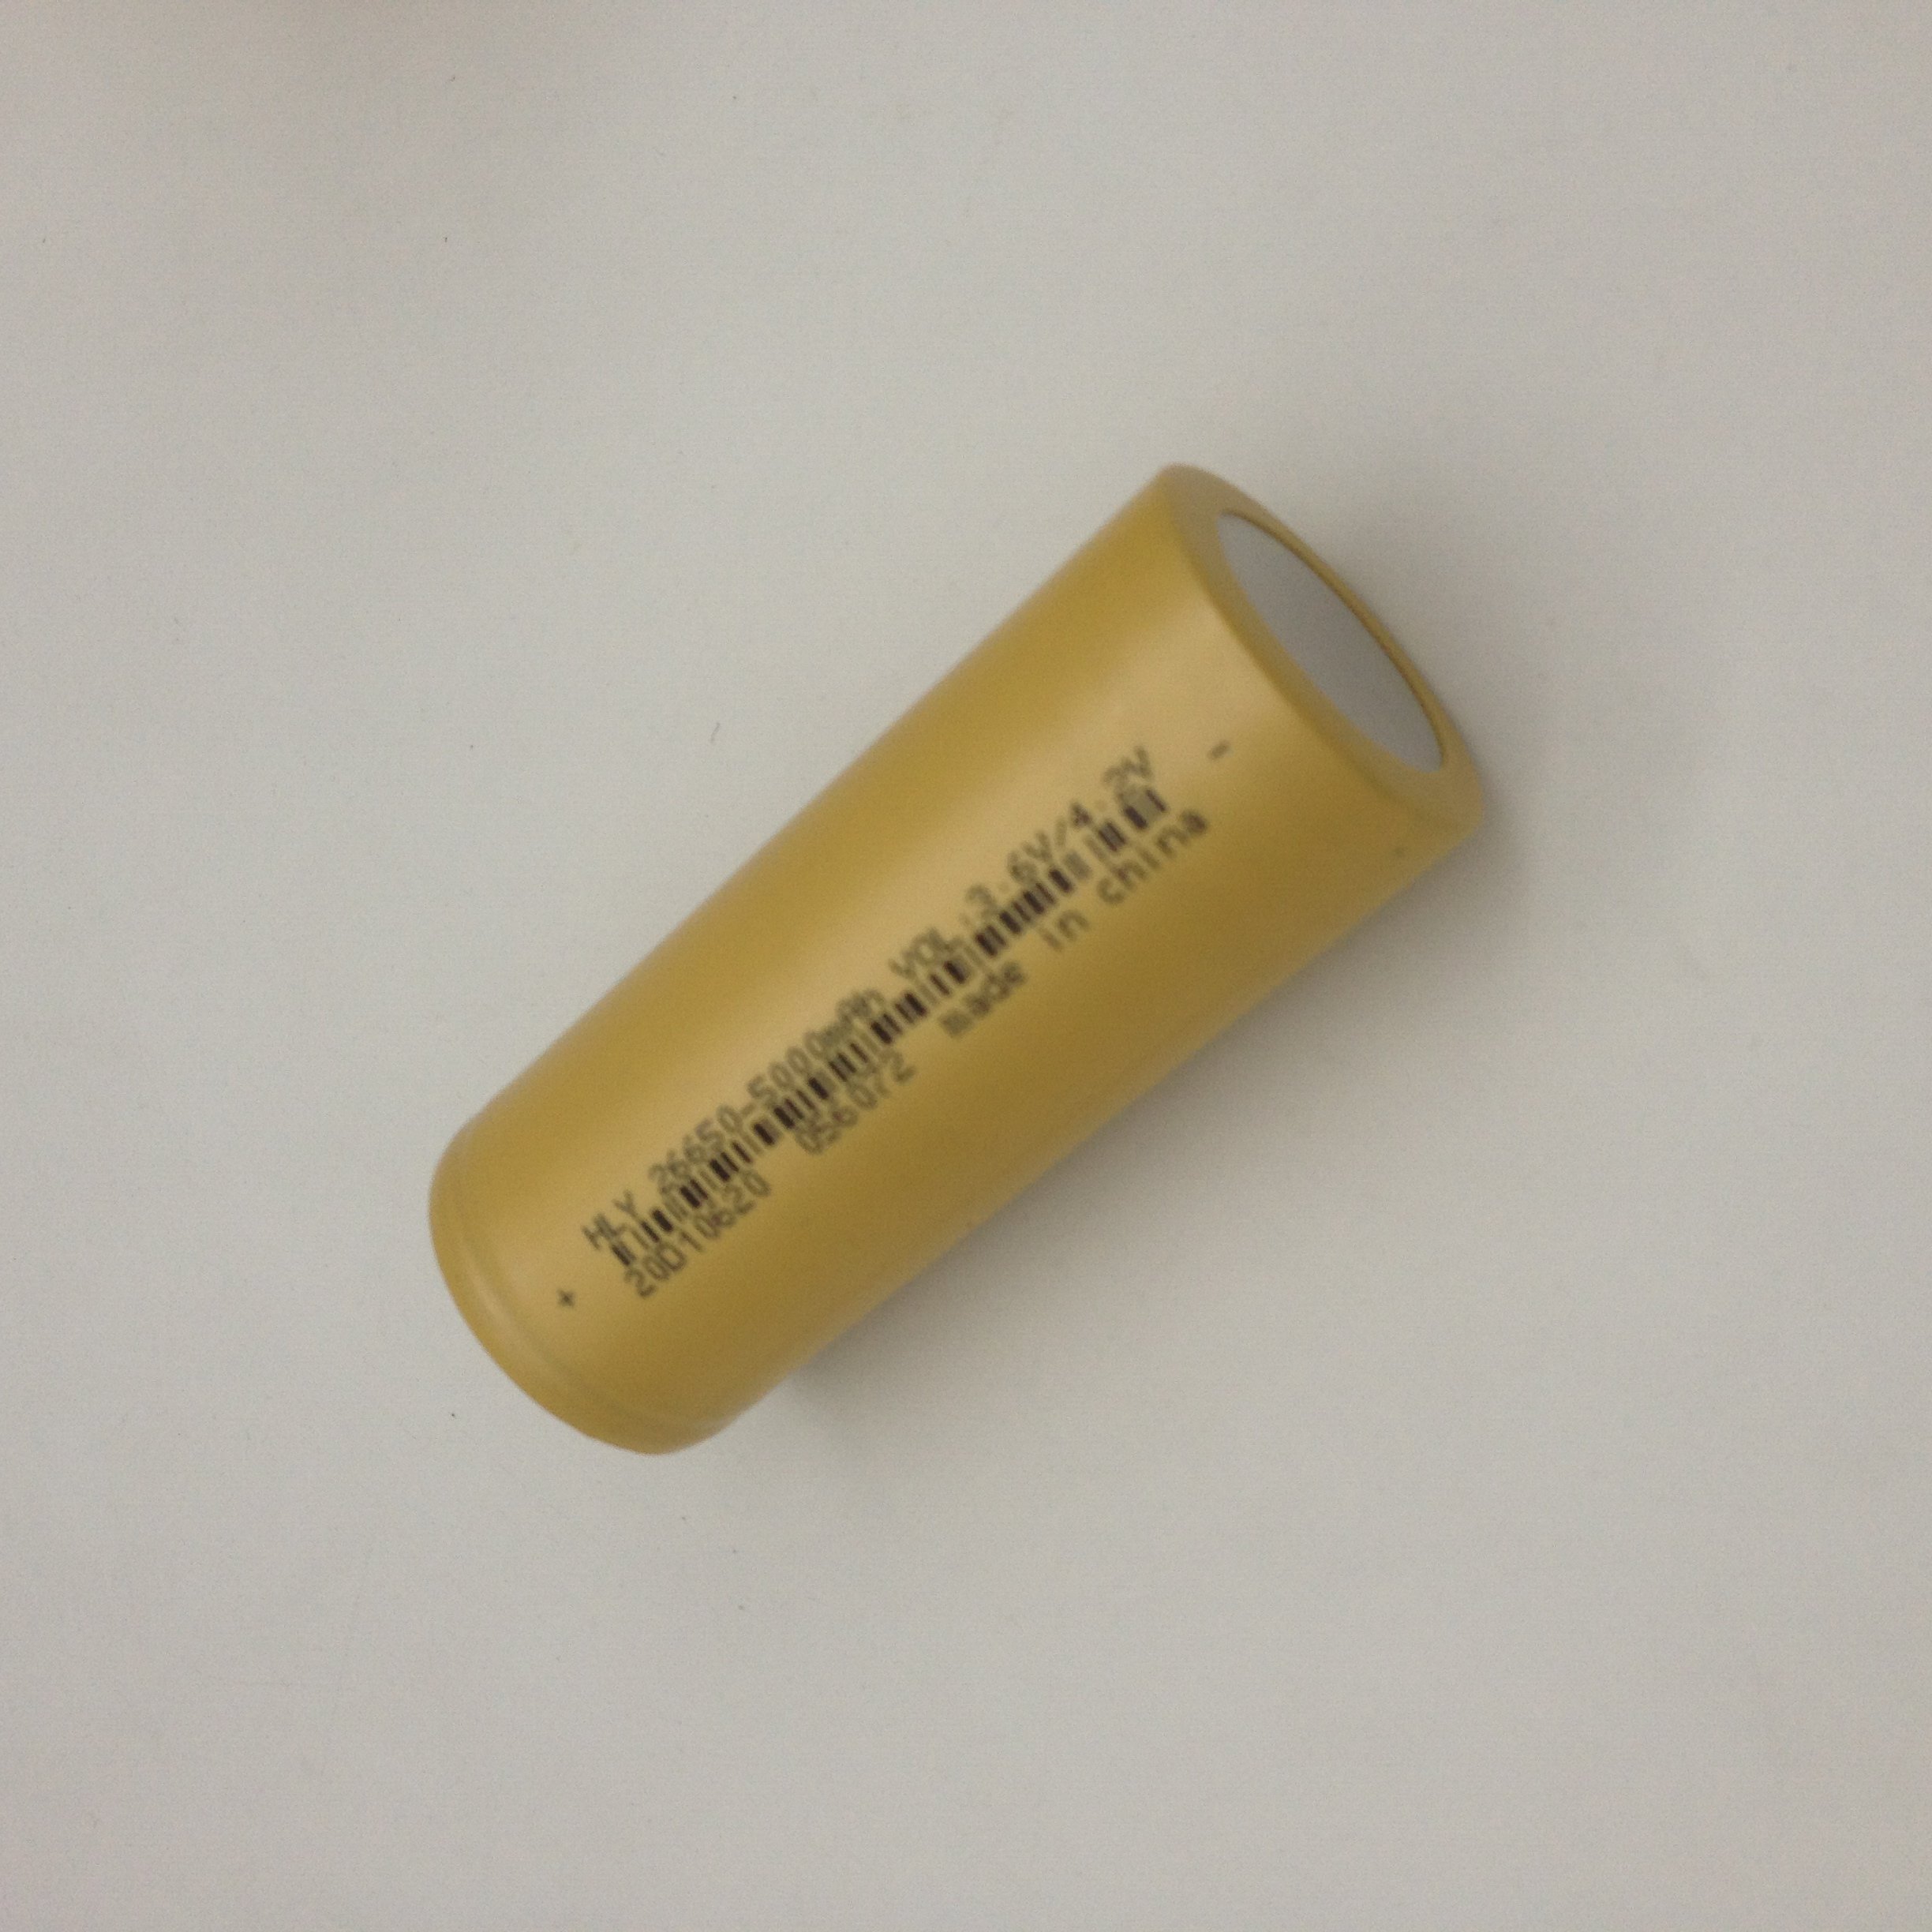 HLY 26650-5000mAh VOL:3.6V/4.2V -
+
20D10620 056072 made in china